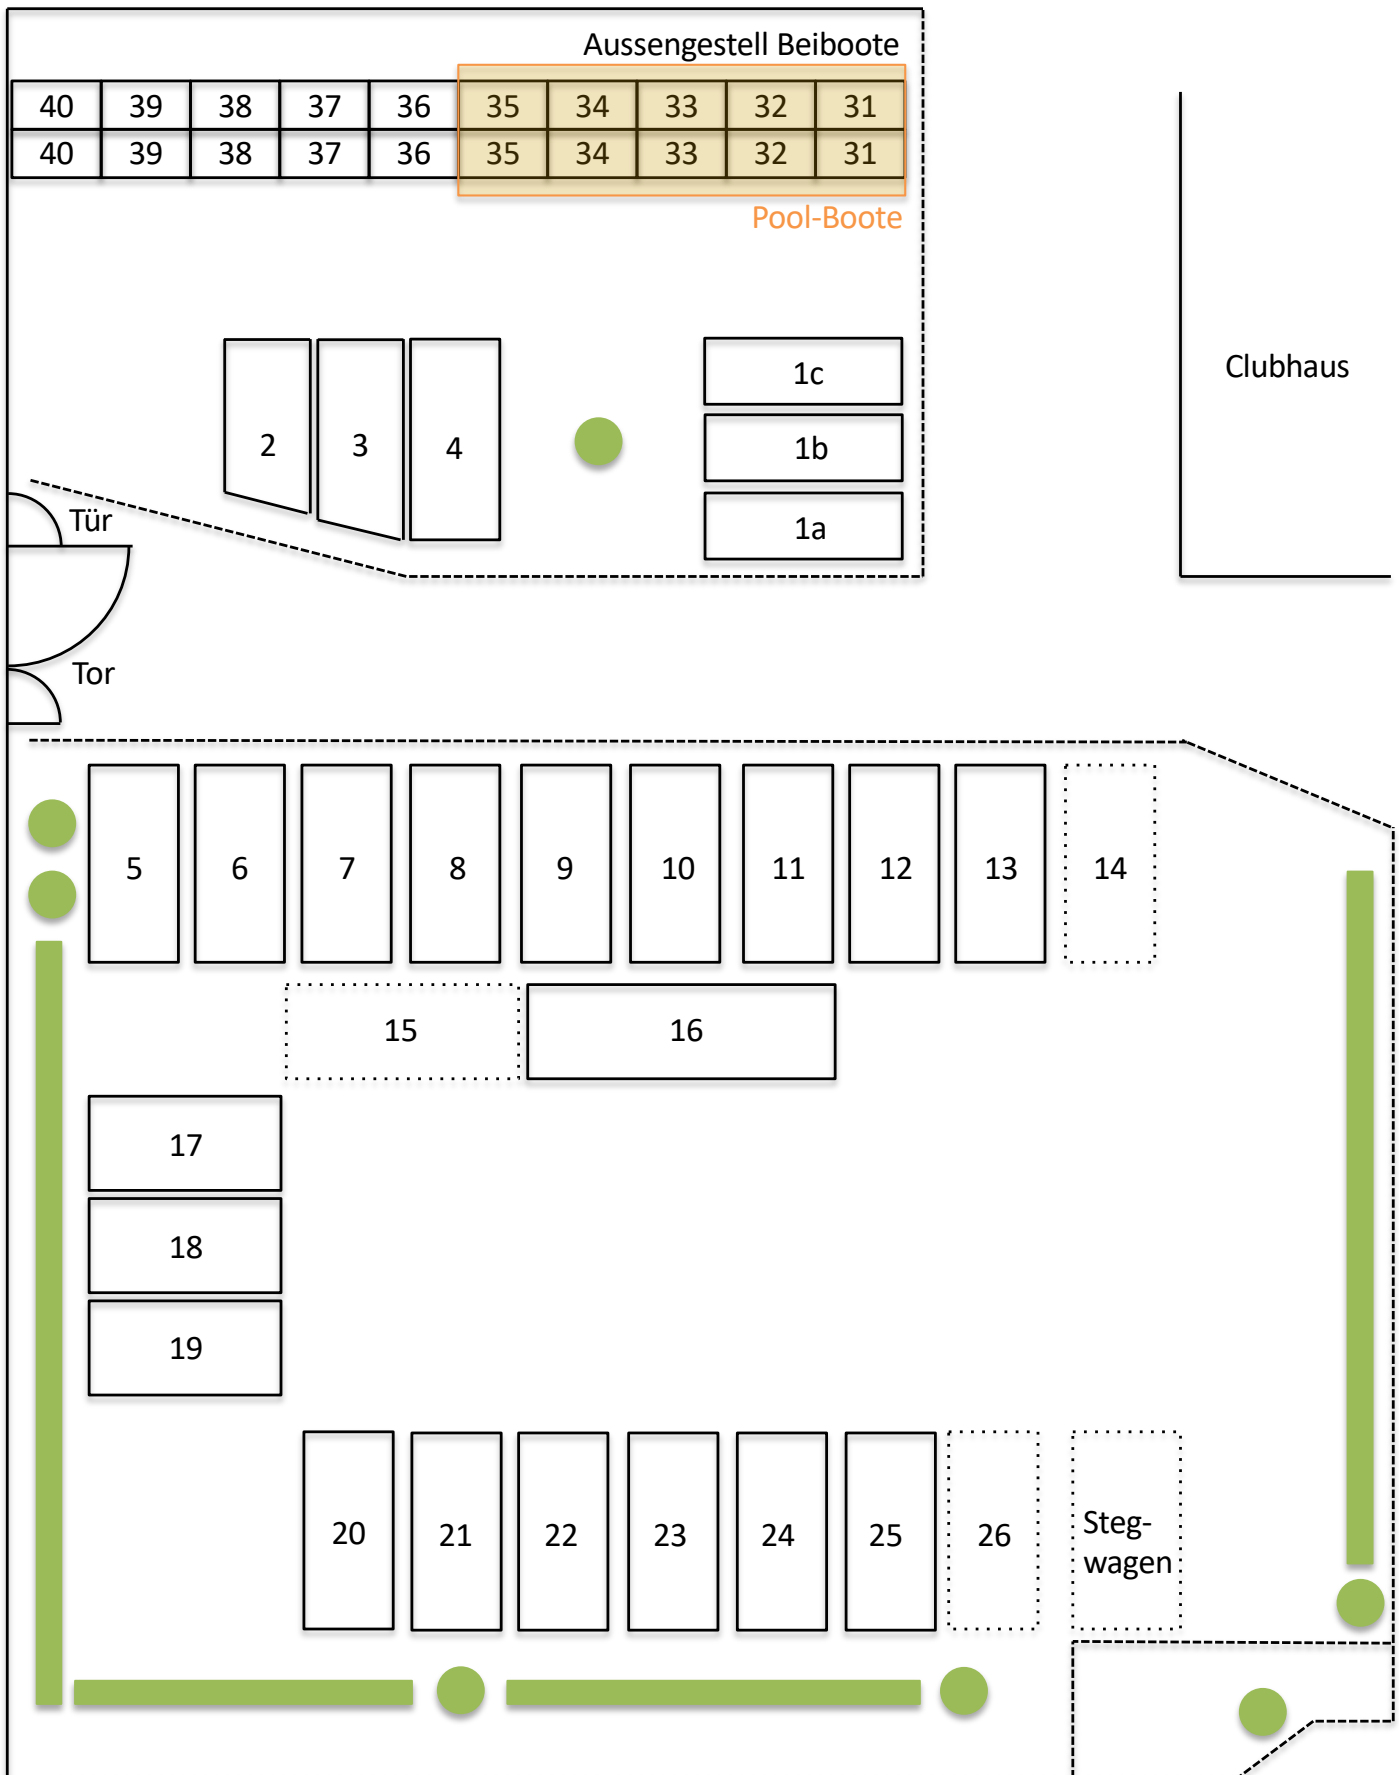 Aussengestell Beiboote
40 39 38 37 36 35 34 33 32 31
40 39 38 37 36 35 34 33 32 31
Pool-Boote
1c
Clubhaus
2 3 4
1b
1a
Tür
Tor
5 6 7 8 9 10 11 12 13 14
15 16
17
18
19
20 21 22 23 24 25 26
Steg-
wagen